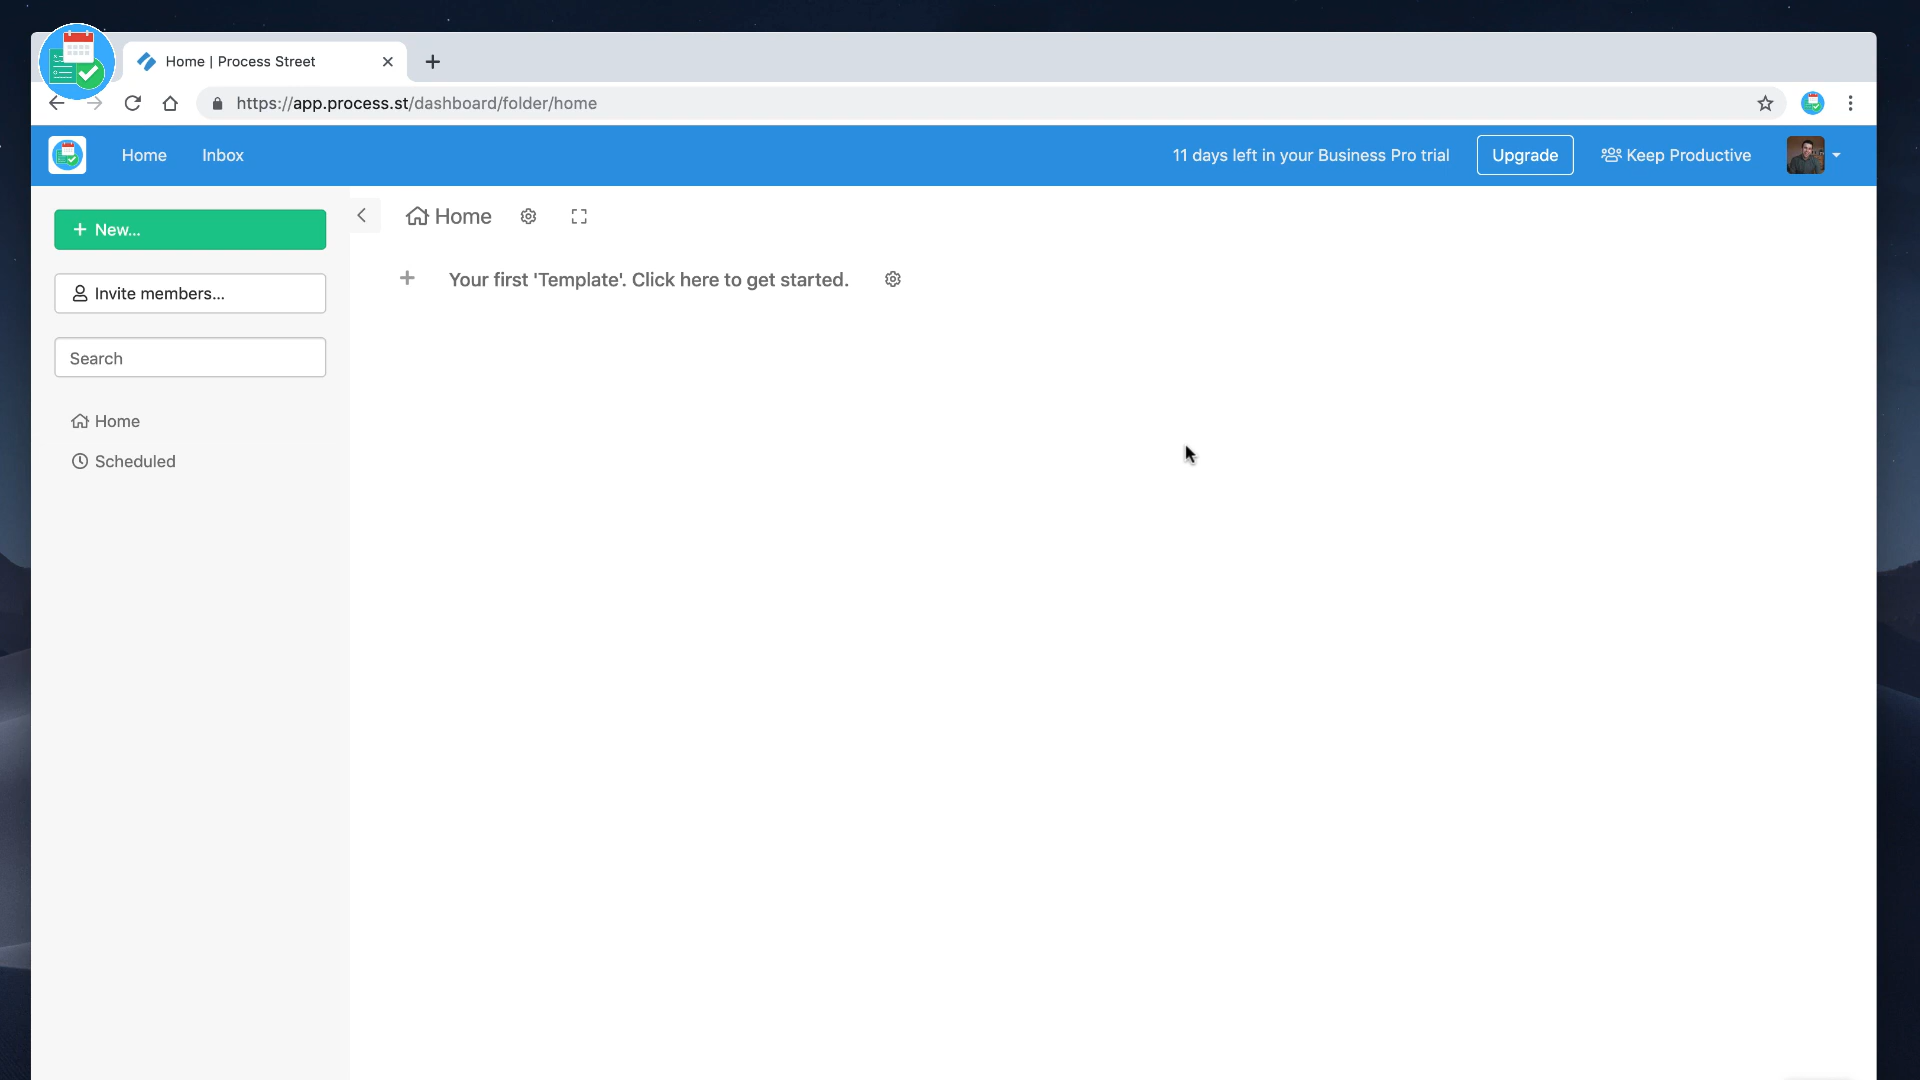 Home | Process Street
https://app.process.st/dashboard/folder/home
Home Inbox 11 days left in your Business Pro trial Upgrade Keep Productive
New...
Home
Invite members...
Your first 'Template'. Click here to get started.
Search
Home
Scheduled